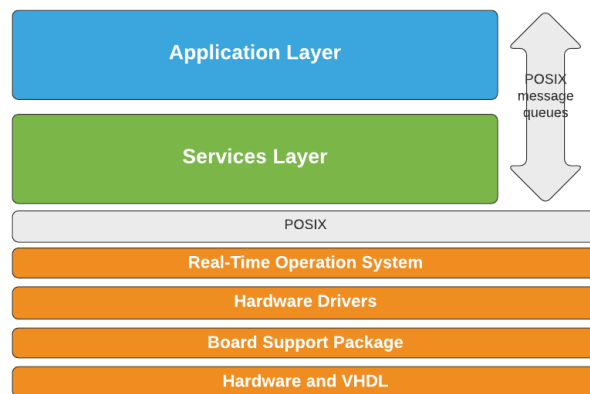 Application Layer
POSIX
message
queues
Services Layer
POSIX
Real-Time Operation System
Hardware Drivers
Board Support Package
Hardware and VHDL